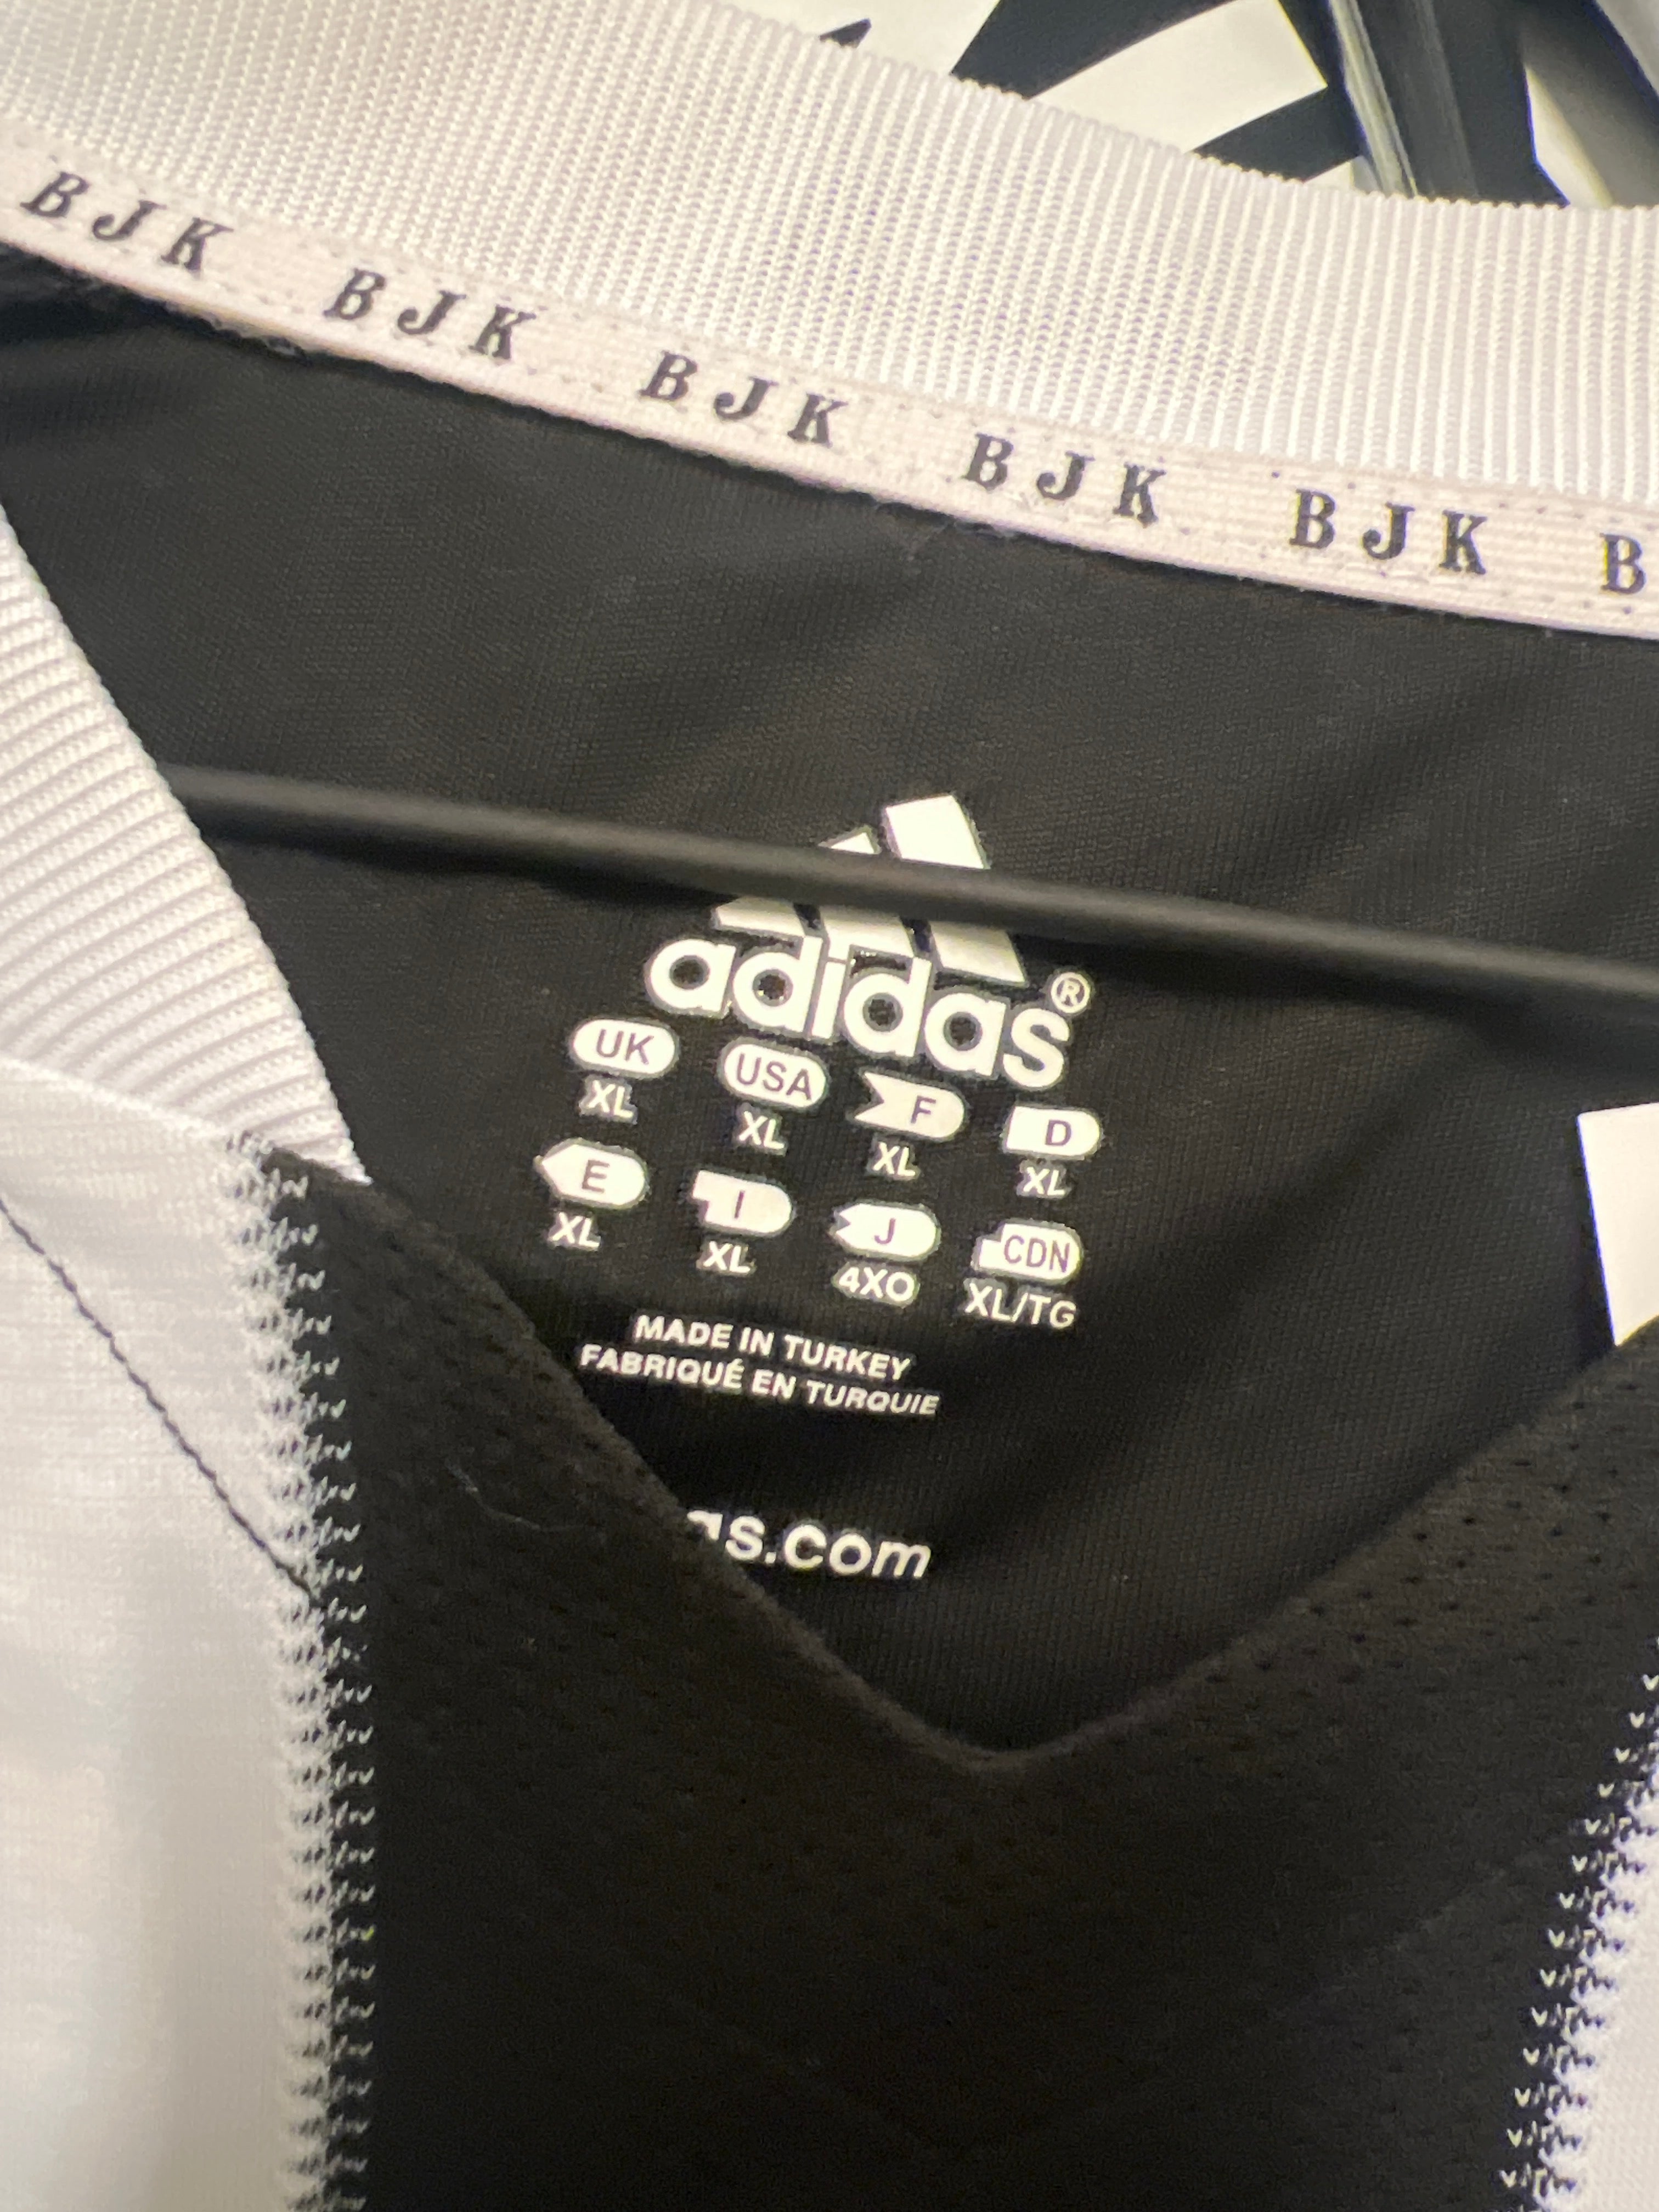 BJK BJK BJK BJK BJK B
adidas®
UK USA F D
XL XL XL XL
E I J CDN
XL XL 4XO XL/TG
MADE IN TURKEY
FABRIQUÉ EN TURQUIE
as.com